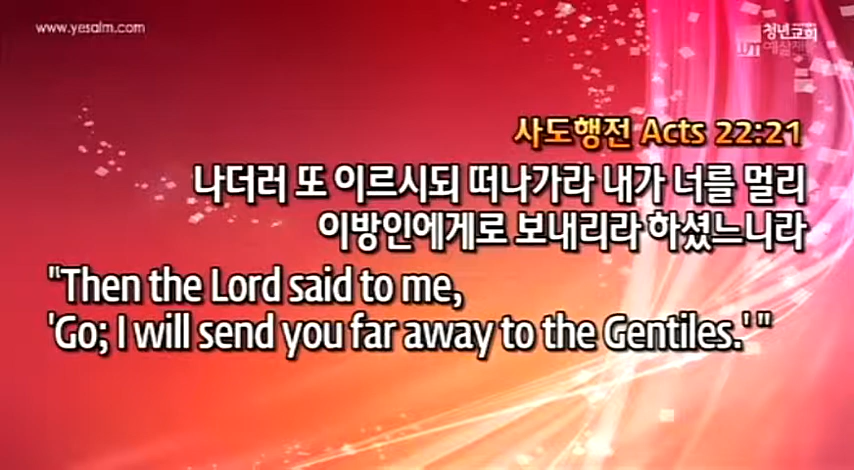 www.yesalm.com
청년교회
사도행전 Acts 22:21
나더러 또 이르시되 떠나가라 내가 너를 멀리
이방인에게로 보내리라 하셨느니라
"Then the Lord said to me,
'Go; I will send you far away to the Gentiles.' "